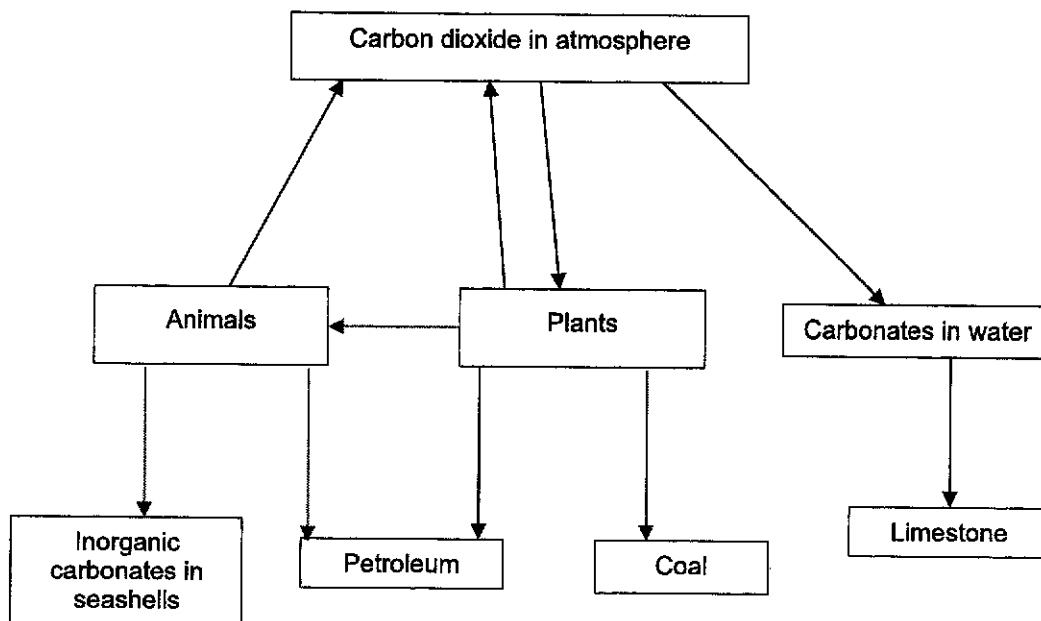 Carbon dioxide in atmosphere
Animals
Plants
Carbonates in water
Inorganic
carbonates in
seashells
Petroleum
Coal
Limestone